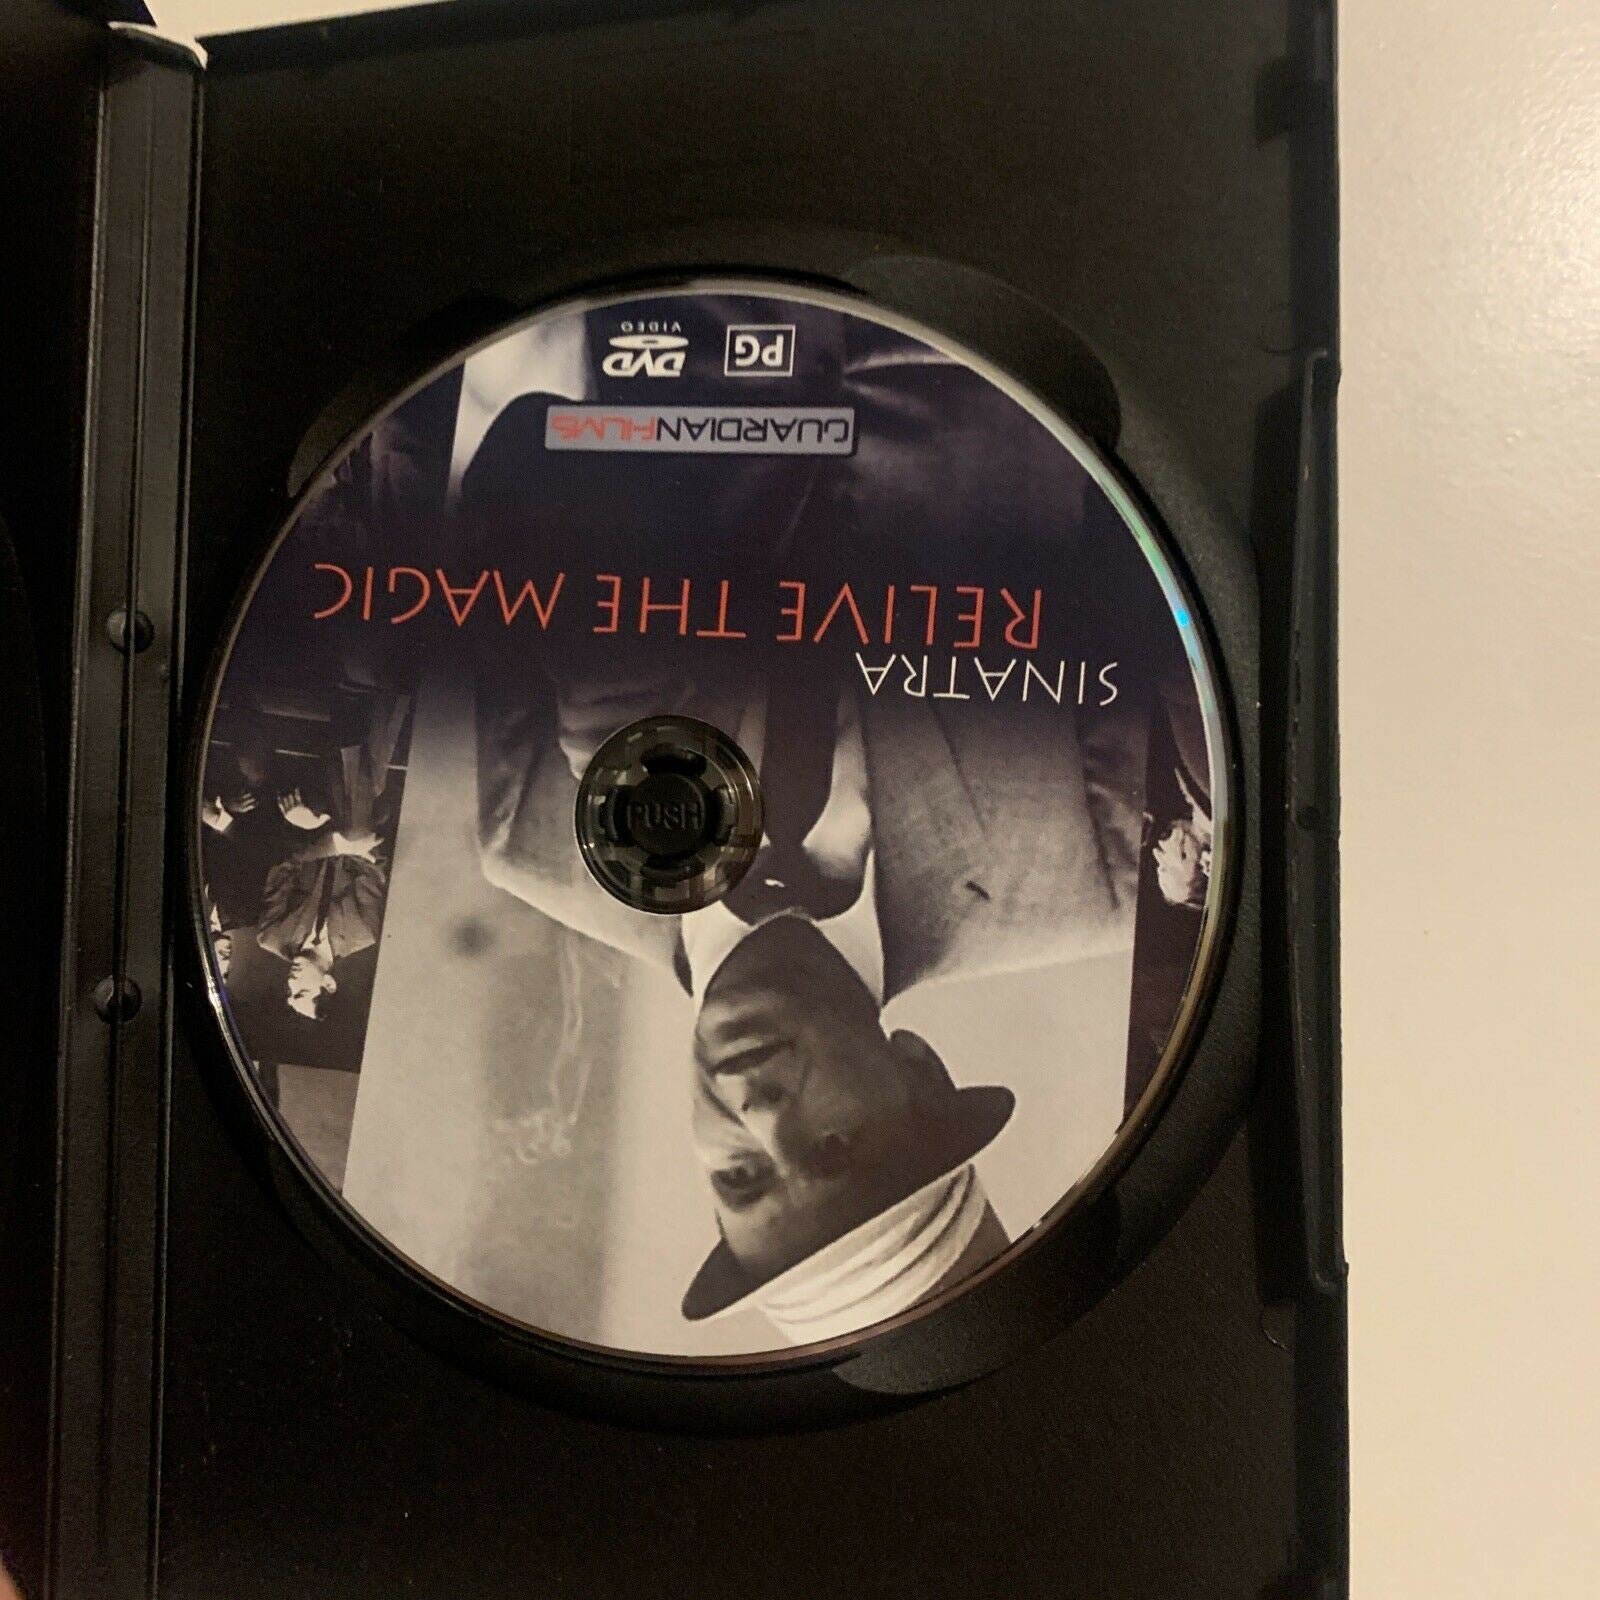 SINATRA
RELIVE THE MAGIC
PUSH
GUARDIANFILMS
PG
DVD
VIDEO